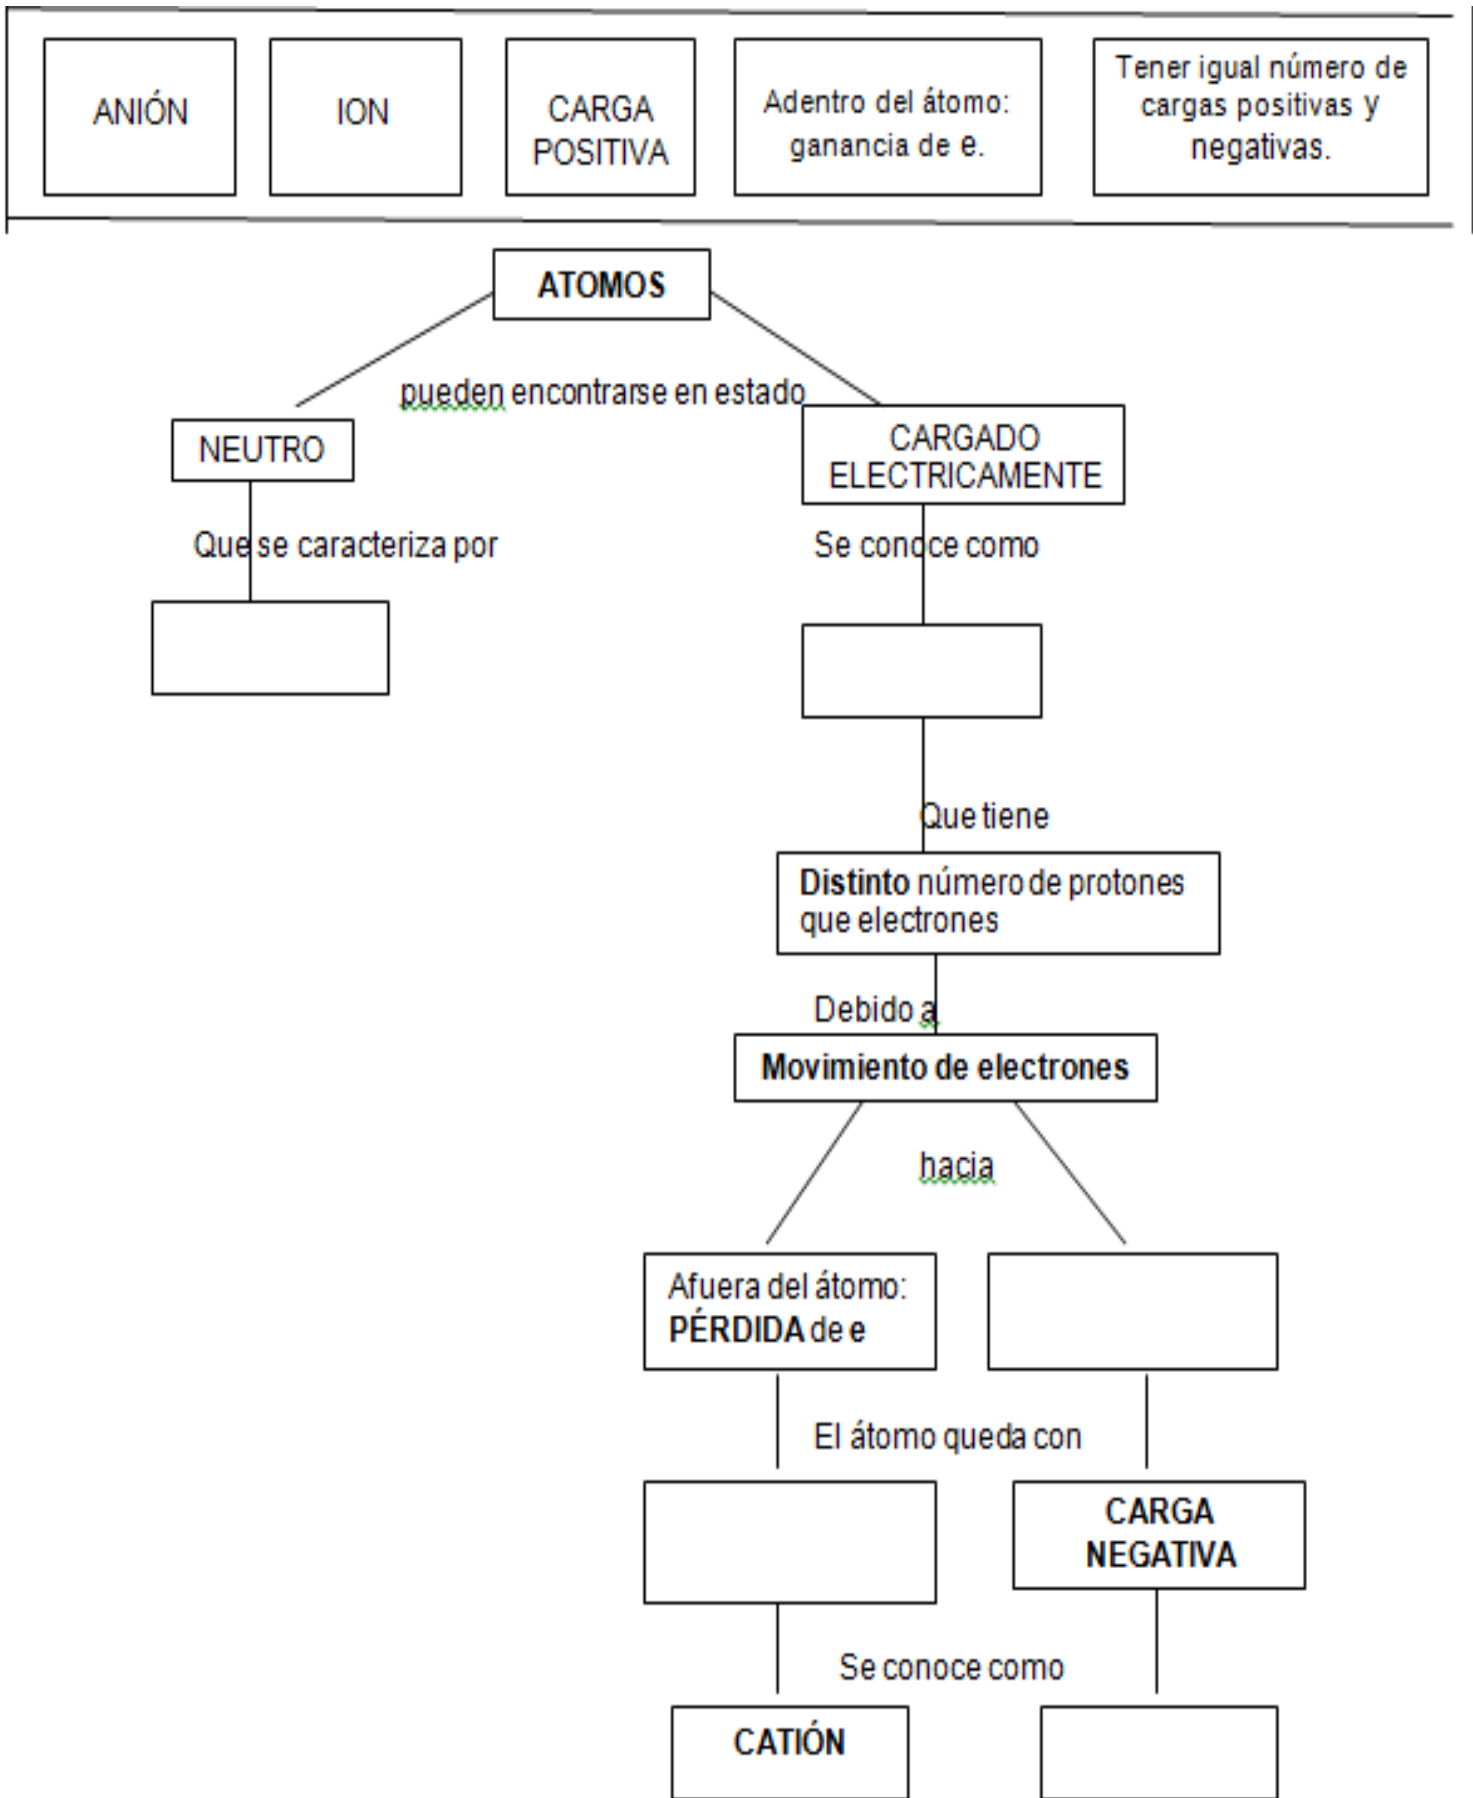 ANIÓN
ION
CARGA
POSITIVA
Adentro del átomo:
ganancia de e.
Tener igual número de
cargas positivas y
negativas.
ATOMOS
pueden encontrarse en estado
NEUTRO
CARGADO
ELECTRICAMENTE
Que se caracteriza por
Se conoce como
Que tiene
Distinto número de protones
que electrones
Debido a
Movimiento de electrones
hacia
Afuera del átomo:
PÉRDIDA de e
El átomo queda con
CARGA
NEGATIVA
Se conoce como
CATIÓN